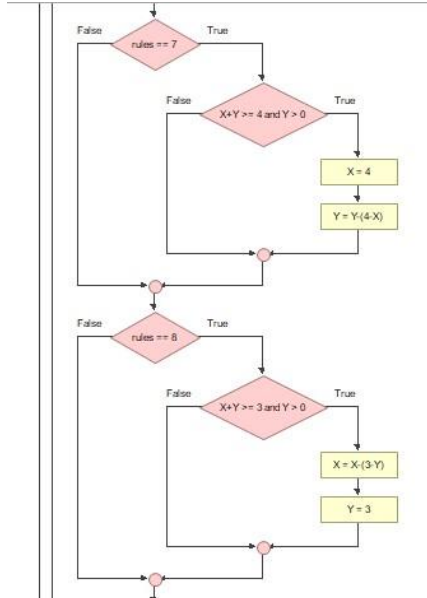 False True
rules == 7
False True
X+Y >= 4 and Y > 0
X = 4
Y = Y-(4-X)
False True
rules == 8
False True
X+Y >= 3 and Y > 0
X = X-(3-Y)
Y = 3